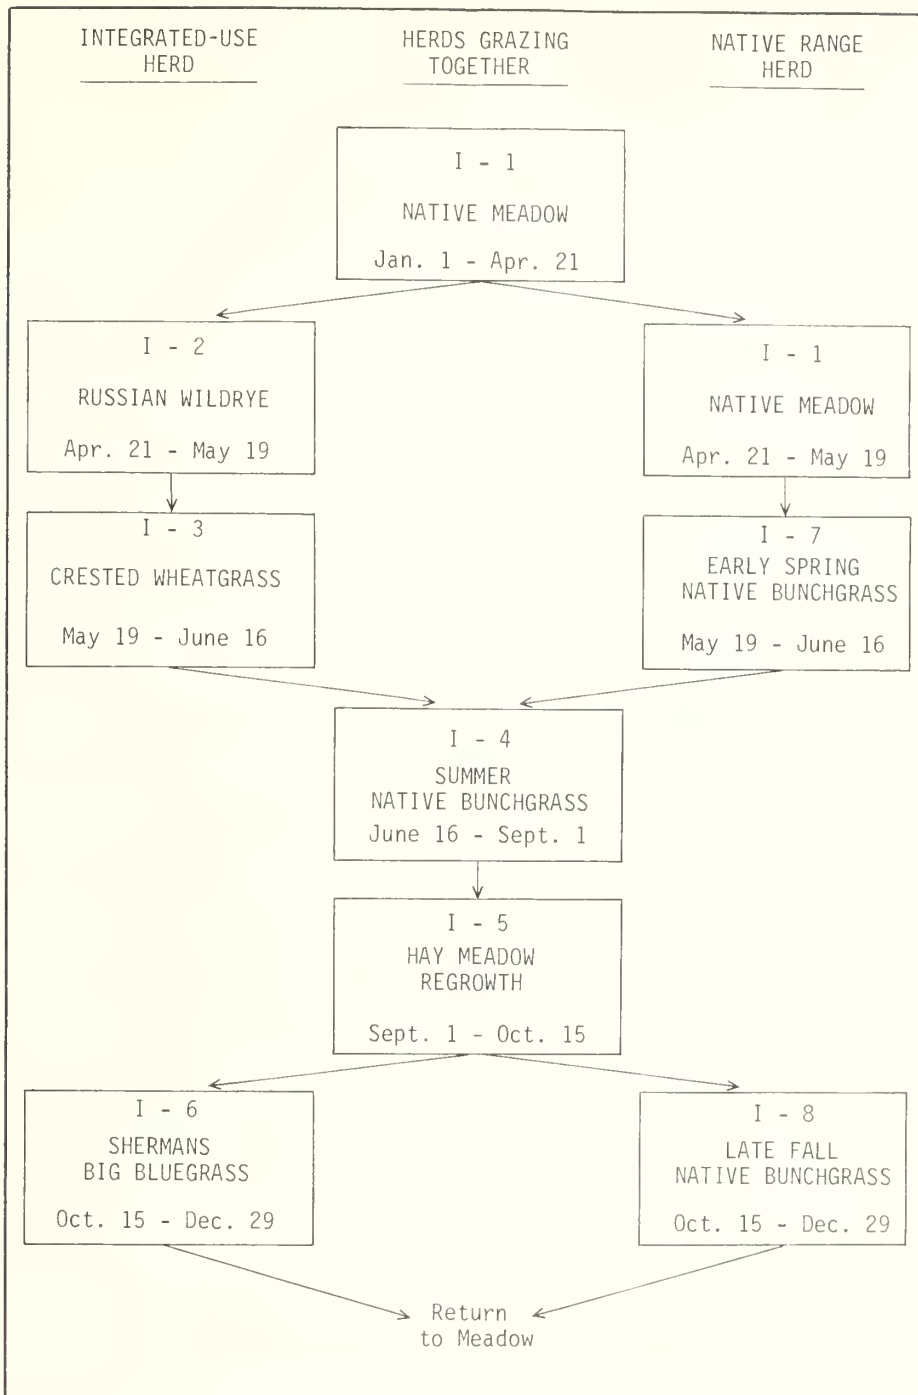 INTEGRATED-USE
HERD
HERDS GRAZING
TOGETHER
NATIVE RANGE
HERD
I - 1
NATIVE MEADOW
Jan. 1 - Apr. 21
I - 2
RUSSIAN WILDRYE
Apr. 21 - May 19
I - 1
NATIVE MEADOW
Apr. 21 - May 19
I - 3
CRESTED WHEATGRASS
May 19 - June 16
I - 7
EARLY SPRING
NATIVE BUNCHGRASS
May 19 - June 16
I - 4
SUMMER
NATIVE BUNCHGRASS
June 16 - Sept. 1
I - 5
HAY MEADOW
REGROWTH
Sept. 1 - Oct. 15
I - 6
SHERMANS
BIG BLUEGRASS
Oct. 15 - Dec. 29
I - 8
LATE FALL
NATIVE BUNCHGRASS
Oct. 15 - Dec. 29
Return
to Meadow